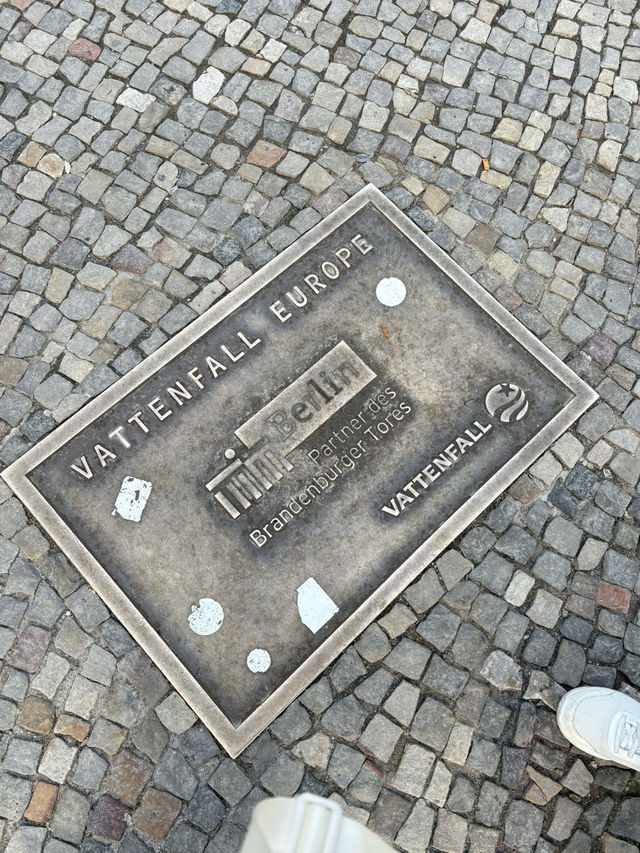 VATTENFALL EUROPE
Berlin
Partner des
Brandenburger Tores
VATTENFALL